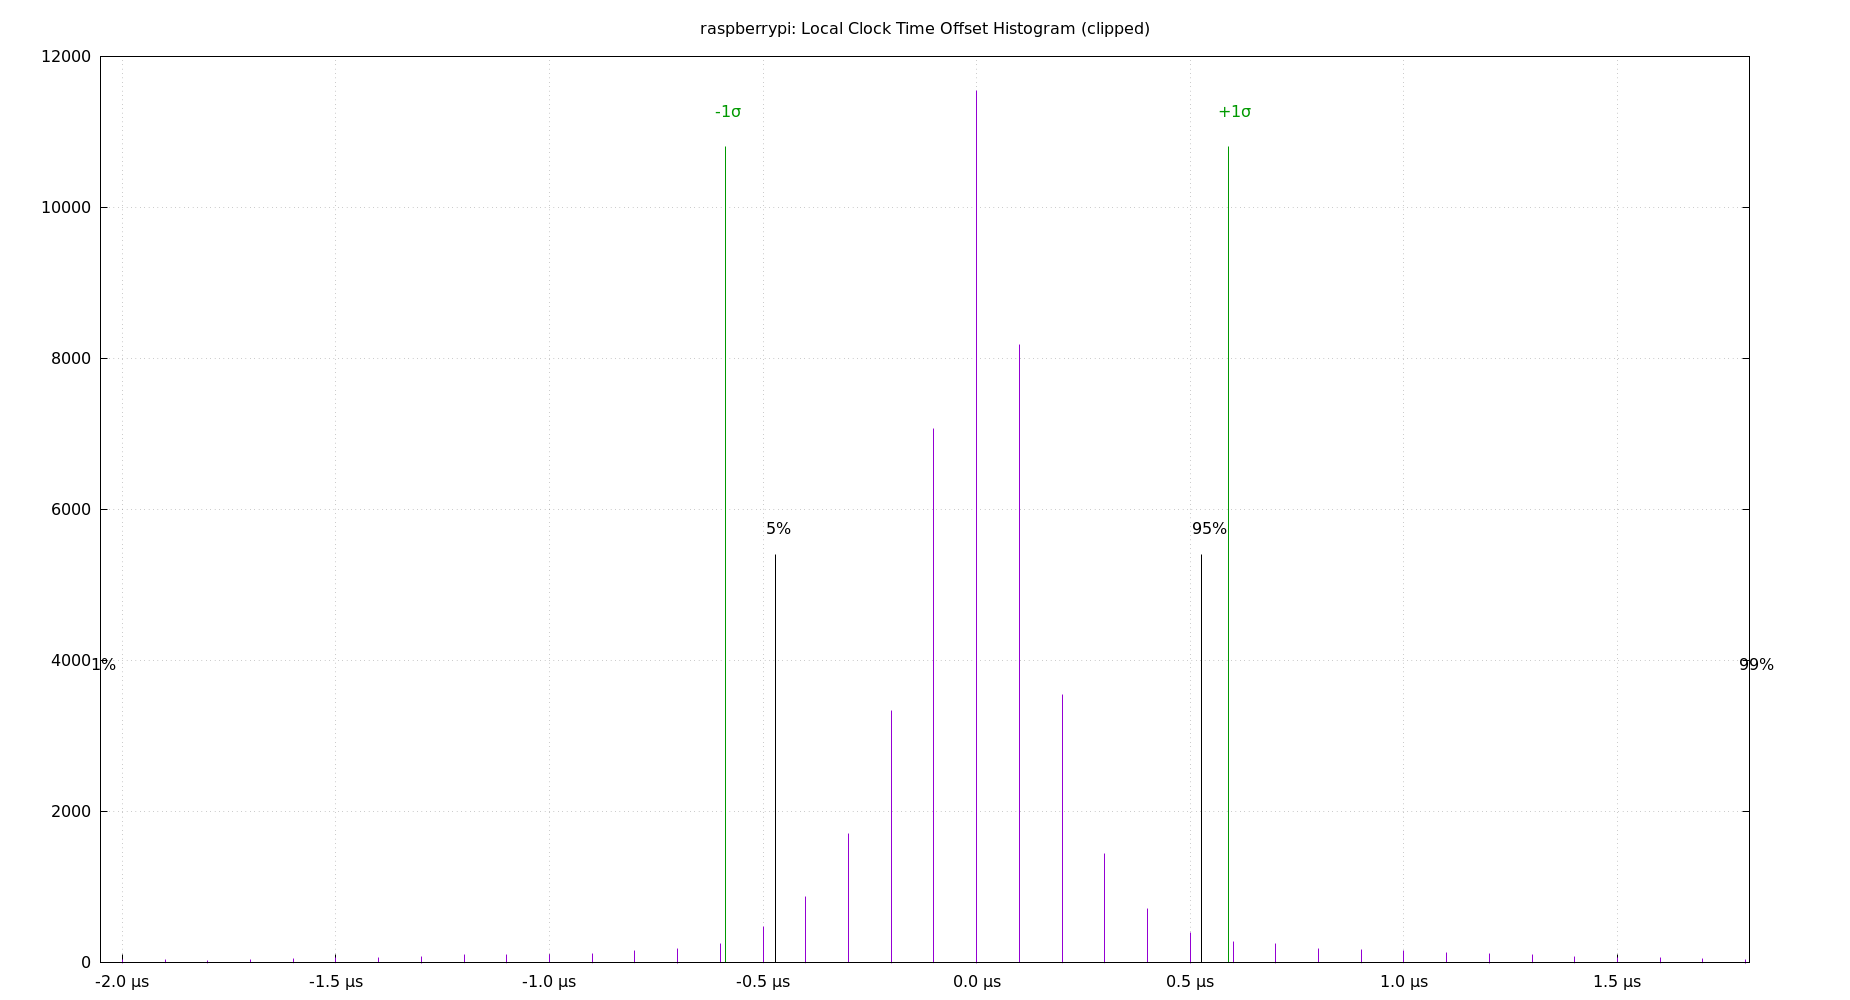 raspberrypi: Local Clock Time Offset Histogram (clipped)
12000
-1σ +1σ
10000
8000
6000
5% 95%
4000 1% 99%
2000
0
-2.0 µs -1.5 µs -1.0 µs -0.5 µs 0.0 µs 0.5 µs 1.0 µs 1.5 µs